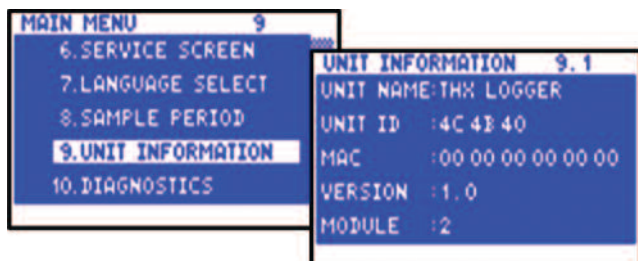 MAIN MENU 9
6.SERVICE SCREEN
7.LANGUAGE SELECT
8.SAMPLE PERIOD
9.UNIT INFORMATION
10.DIAGNOSTICS
UNIT INFORMATION 9.1
UNIT NAME:THX LOGGER
UNIT ID :4C 4B 40
MAC :00 00 00 00 00 00
VERSION :1.0
MODULE :2